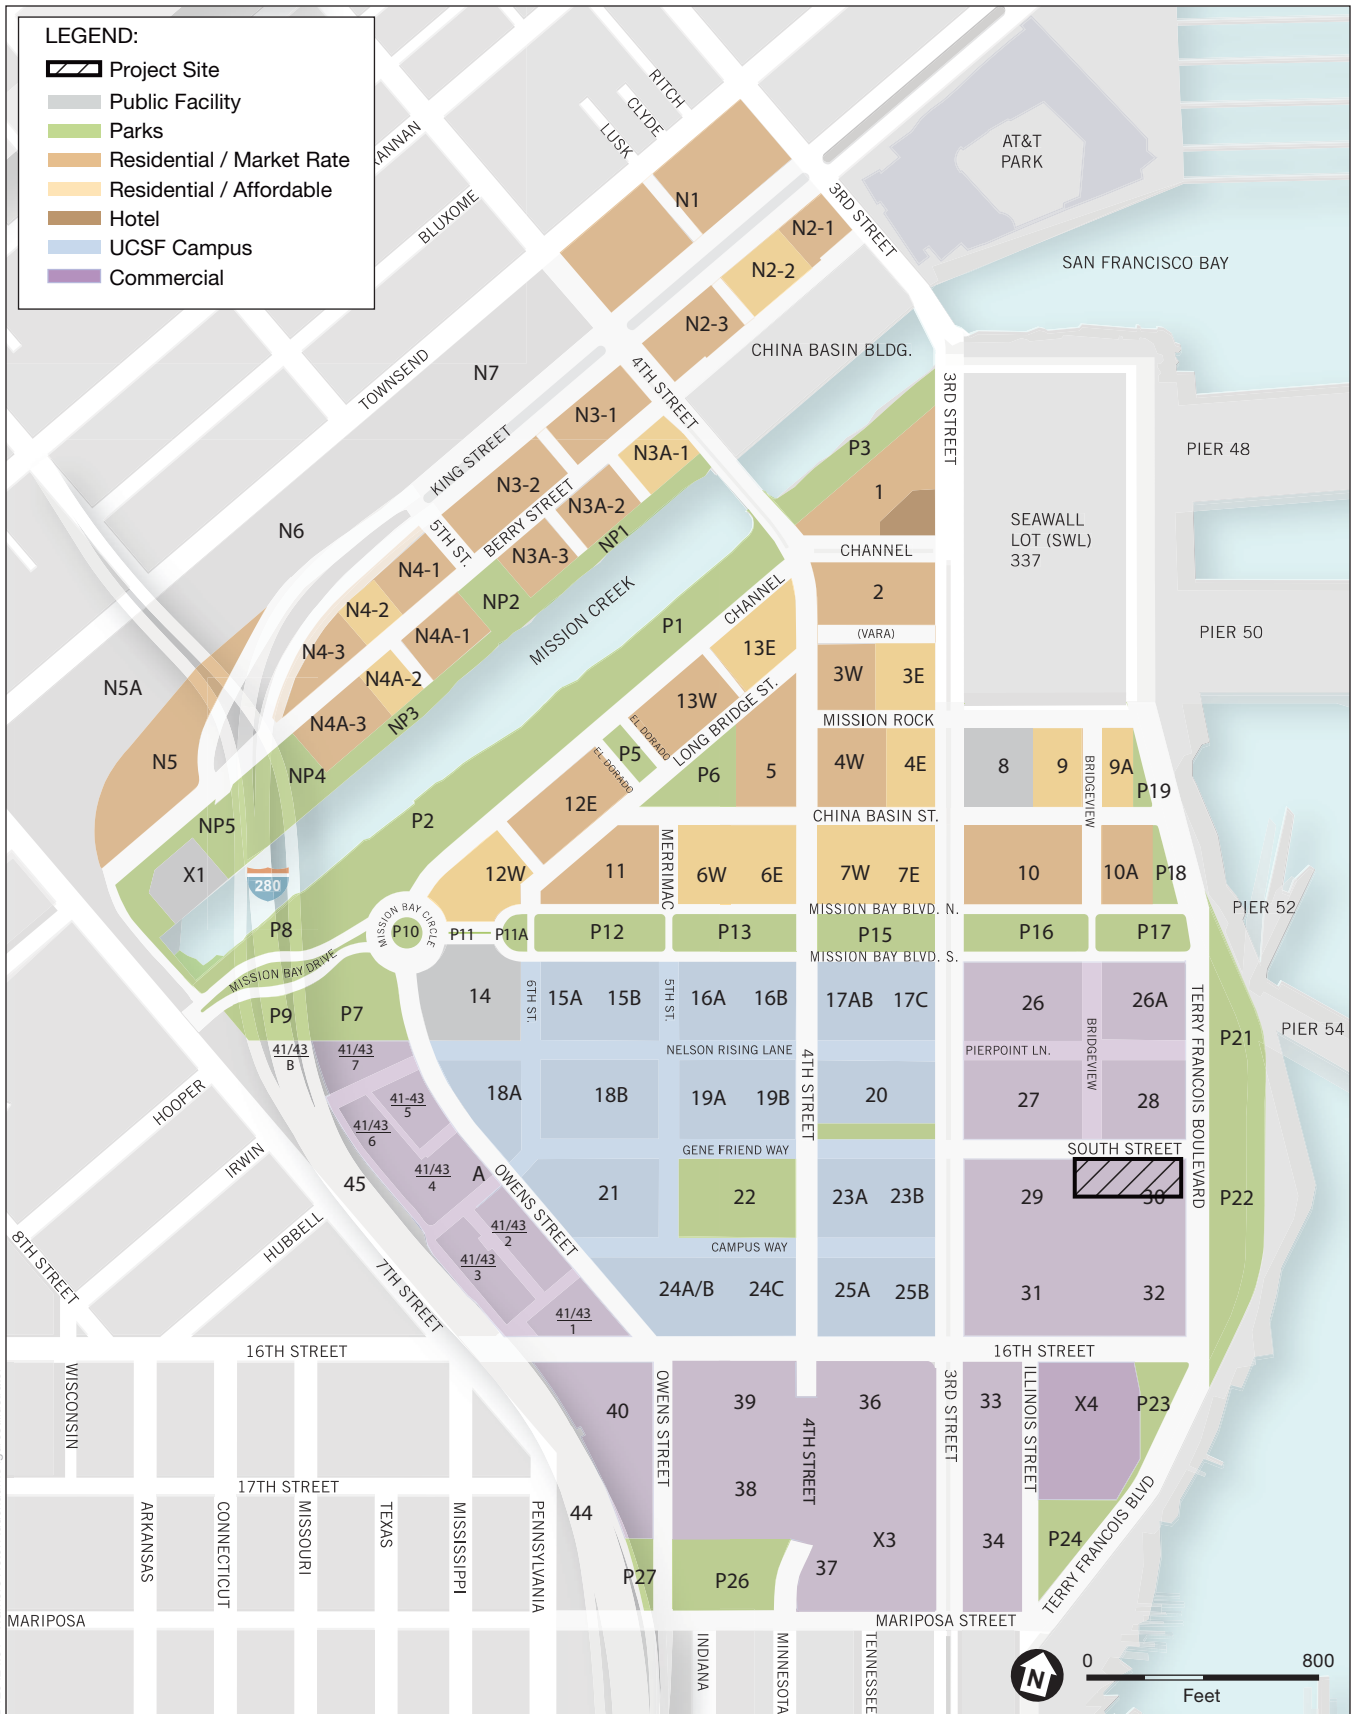 LEGEND:
Project Site
Public Facility
Parks
Residential / Market Rate
Residential / Affordable
Hotel
UCSF Campus
Commercial
RITCH
CLYDE
LUSK
ANNAN
BLUXOME
TOWNSEND
AT&T
PARK
3RD STREET
SAN FRANCISCO BAY
N1
N2-1
N2-2
N2-3
CHINA BASIN BLDG.
N7
4TH STREET
3RD STREET
N3-1
KING STREET
N3A-1
P3
PIER 48
N3-2
BERRY STREET
N3A-2
1
N6
5TH ST.
NP1
SEAWALL
LOT (SWL)
337
N3A-3
CHANNEL
N4-1
NP2
MISSION CREEK
CHANNEL
2
N4-2
P1
(VARA)
PIER 50
N4A-1
N4-3
13E
N4A-2
3W
3E
N5A
13W
N4A-3
NP3
EL DORADO
LONG BRIDGE ST.
MISSION ROCK
N5
P5
EL DORADO
NP4
P6
5
4W
4E
8
9
BRIDGEVIEW
9A
P19
12E
CHINA BASIN ST.
NP5
P2
MERRIMAC
X1
280
12W
11
6W
6E
7W
7E
10
10A
P18
MISSION BAY BLVD. N.
PIER 52
P8
MISSION BAY CIRCLE
P10
P11
P11A
P12
P13
P15
P16
P17
MISSION BAY BLVD. S.
MISSION BAY DRIVE
14
6TH ST.
15A
15B
5TH ST.
16A
16B
17AB
17C
26
26A
TERRY FRANCOIS BOULEVARD
P9
P7
PIER 54
P21
41/43
B
41/43
7
NELSON RISING LANE
4TH STREET
PIERPOINT LN.
BRIDGEVIEW
HOOPER
41-43
5
18A
18B
19A
19B
20
27
28
41/43
6
IRWIN
GENE FRIEND WAY
SOUTH STREET
45
41/43
4
A
OWENS STREET
21
22
23A
23B
29
30
P22
HUBBELL
41/43
2
8TH STREET
41/43
3
CAMPUS WAY
7TH STREET
24A/B
24C
25A
25B
31
32
41/43
1
16TH STREET
16TH STREET
WISCONSIN
40
OWENS STREET
39
36
3RD STREET
33
ILLINOIS STREET
X4
P23
4TH STREET
17TH STREET
38
ARKANSAS
CONNECTICUT
MISSOURI
TEXAS
MISSISSIPPI
PENNSYLVANIA
44
X3
34
P24
TERRY FRANCOIS BLVD
37
P27
P26
MARIPOSA
MARIPOSA STREET
INDIANA
MINNESOTA
TENNESSEE
N
0
800
Feet